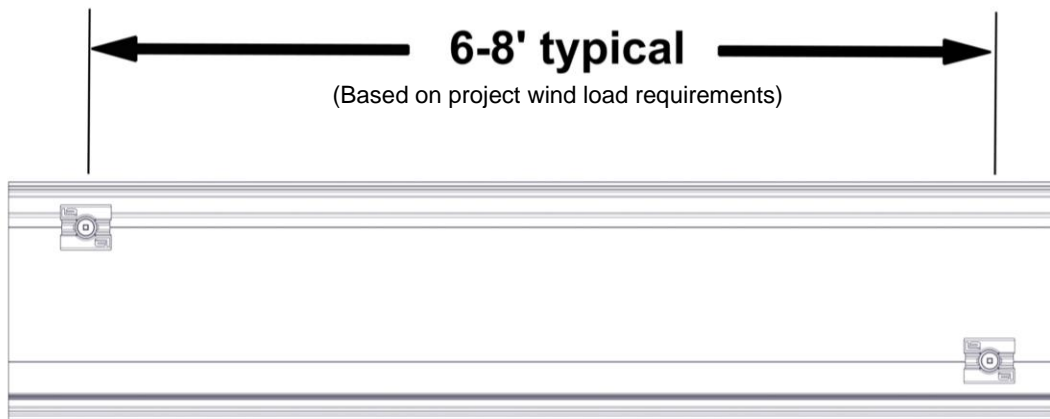 6-8' typical
(Based on project wind load requirements)